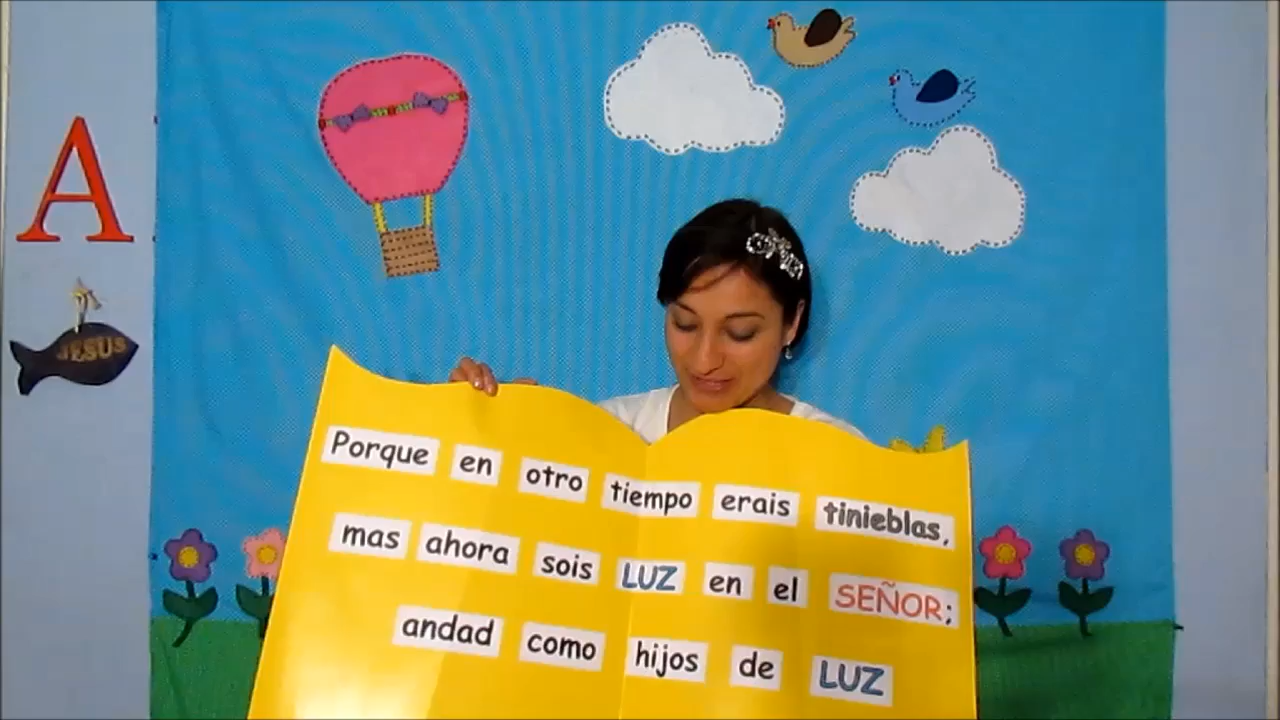 A
JESUS
Porque en otro tiempo erais tinieblas,
mas ahora sois LUZ en el SEÑOR;
andad como hijos de LUZ